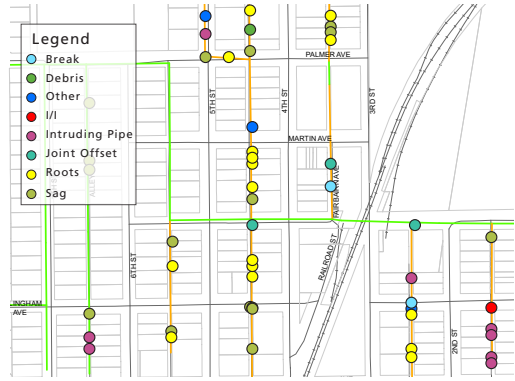 Legend
Break
Debris
Other
I/I
Intruding Pipe
Joint Offset
Roots
Sag
PALMER AVE
5TH ST
4TH ST
3RD ST
MARTIN AVE
FAIRBAIRN AVE
RAILROAD ST
6TH ST
INGHAM
AVE
2ND ST